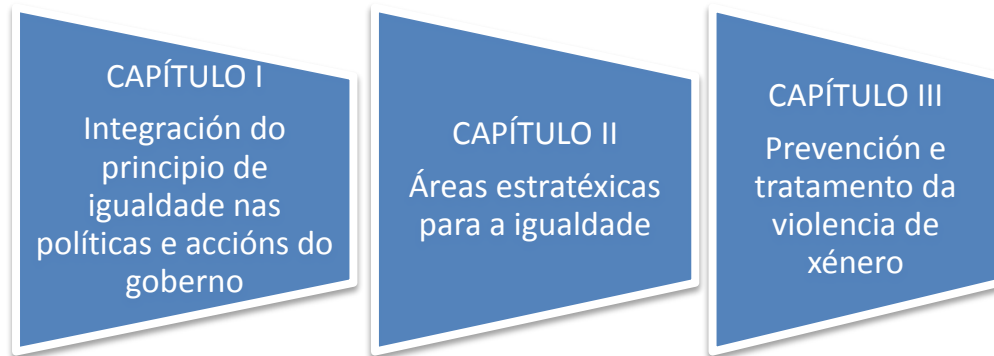 CAPÍTULO I
Integración do
principio de
igualdade nas
políticas e accións do
goberno
CAPÍTULO II
Áreas estratéxicas
para a igualdade
CAPÍTULO III
Prevención e
tratamento da
violencia de
xénero